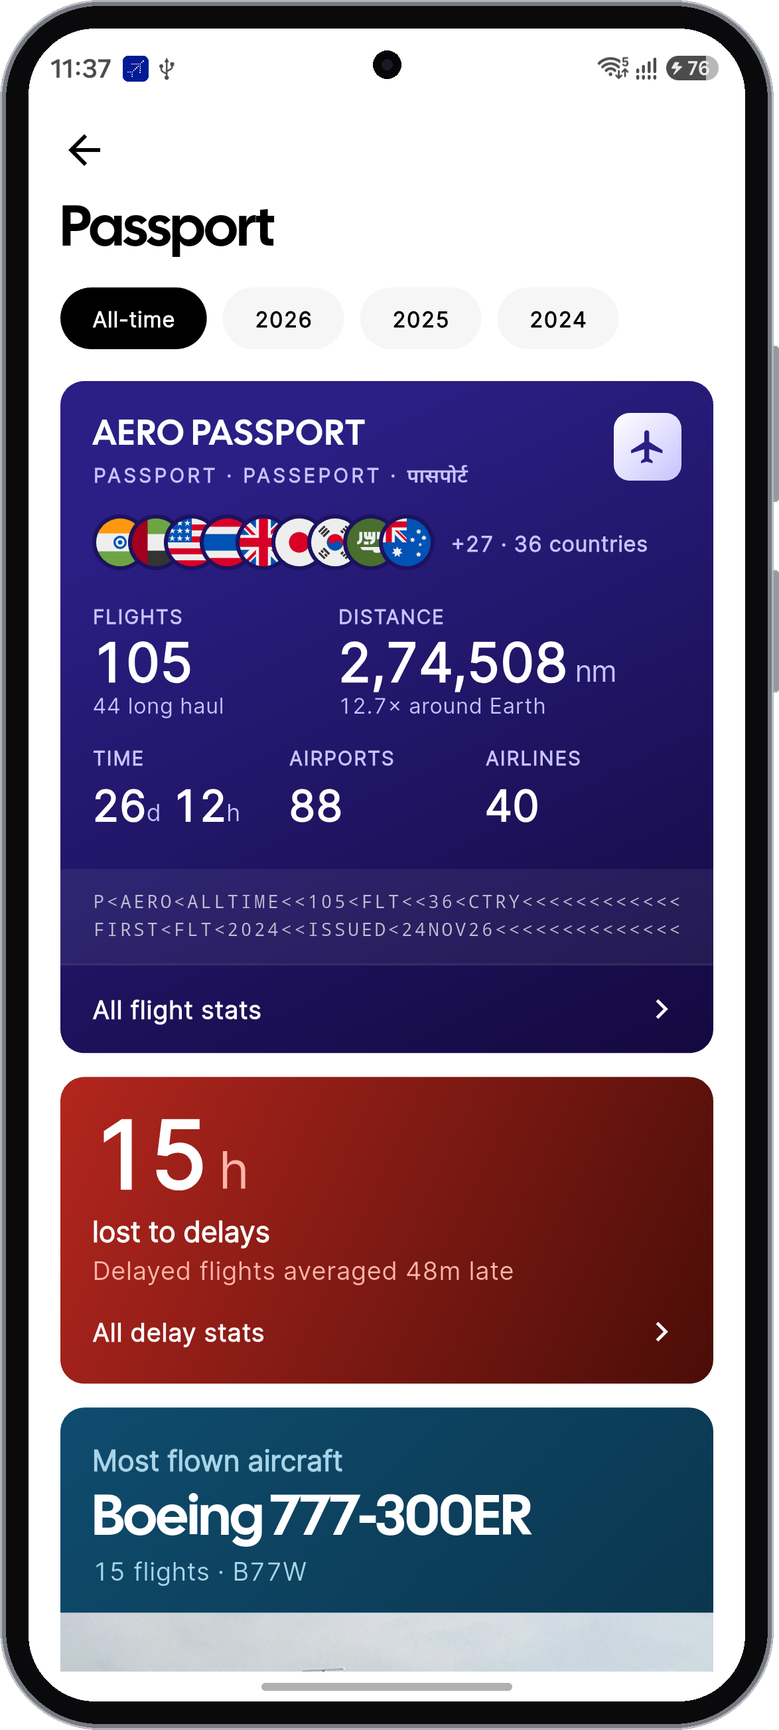 11:37
5
76
Passport
All-time 2026 2025 2024
AERO PASSPORT
PASSPORT · PASSEPORT · पासपोर्ट
+27 · 36 countries
FLIGHTS DISTANCE
105 2,74,508 nm
44 long haul 12.7× around Earth
TIME AIRPORTS AIRLINES
26d 12h 88 40
P<AERO<ALLTIME<<105<FLT<<36<CTRY<<<<<<<<<<<<
FIRST<FLT<2024<<ISSUED<24NOV26<<<<<<<<<<<<<<
All flight stats
15 h
lost to delays
Delayed flights averaged 48m late
All delay stats
Most flown aircraft
Boeing 777-300ER
15 flights · B77W